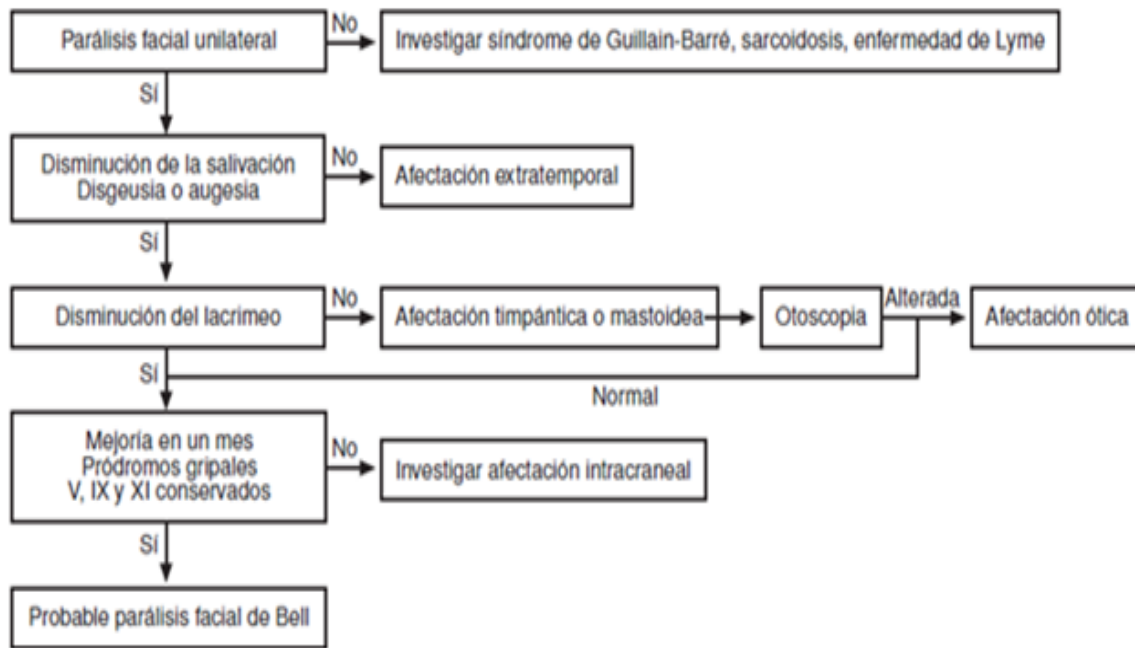 Parálisis facial unilateral
No
Investigar síndrome de Guillain-Barré, sarcoidosis, enfermedad de Lyme
Sí
Disminución de la salivación
Disgeusia o augesia
No
Afectación extratemporal
Sí
Disminución del lacrimeo
No
Afectación timpántica o mastoidea
Otoscopia
Alterada
Afectación ótica
Sí
Normal
Mejoría en un mes
Pródromos gripales
V, IX y XI conservados
No
Investigar afectación intracraneal
Sí
Probable parálisis facial de Bell